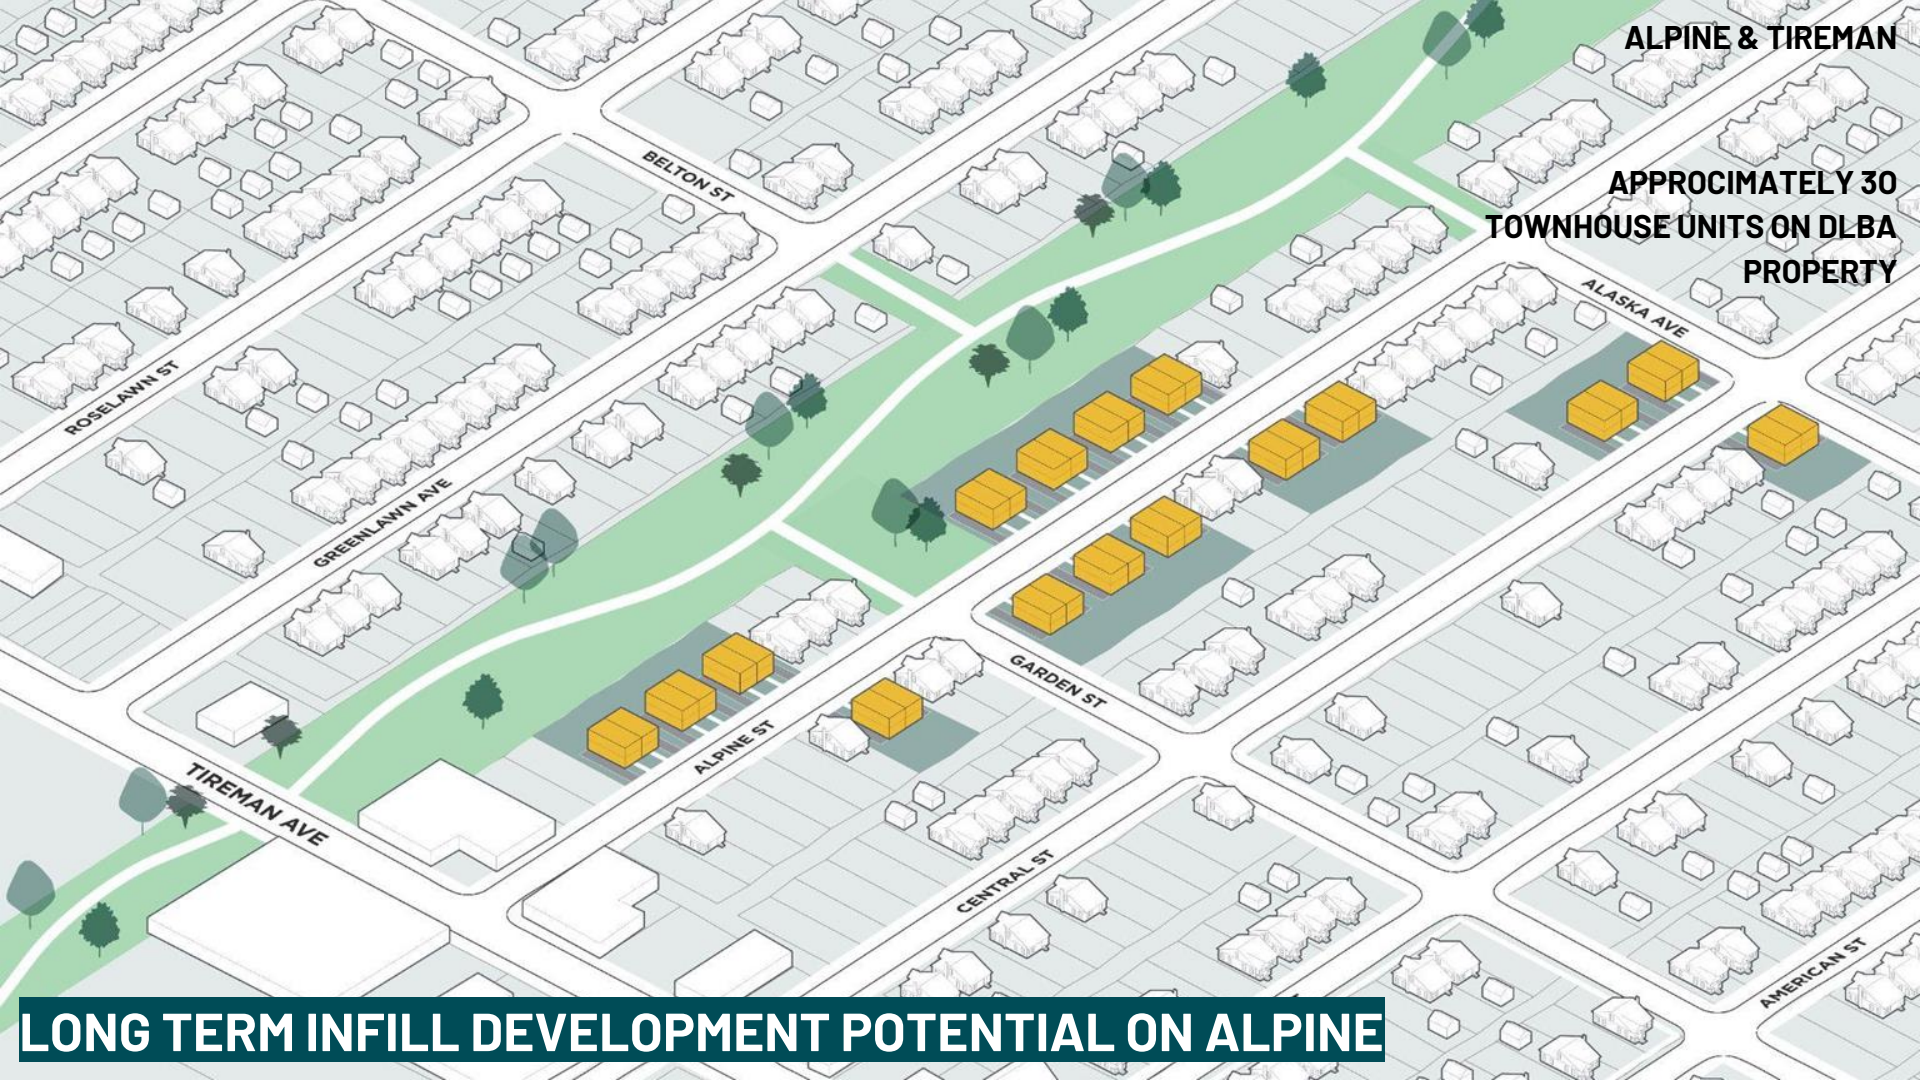 ALPINE & TIREMAN
APPROCIMATELY 30
TOWNHOUSE UNITS ON DLBA
PROPERTY
BELTON ST
ALASKA AVE
ROSELAWN ST
GREENLAWN AVE
GARDEN ST
ALPINE ST
TIREMAN AVE
CENTRAL ST
AMERICAN ST
LONG TERM INFILL DEVELOPMENT POTENTIAL ON ALPINE